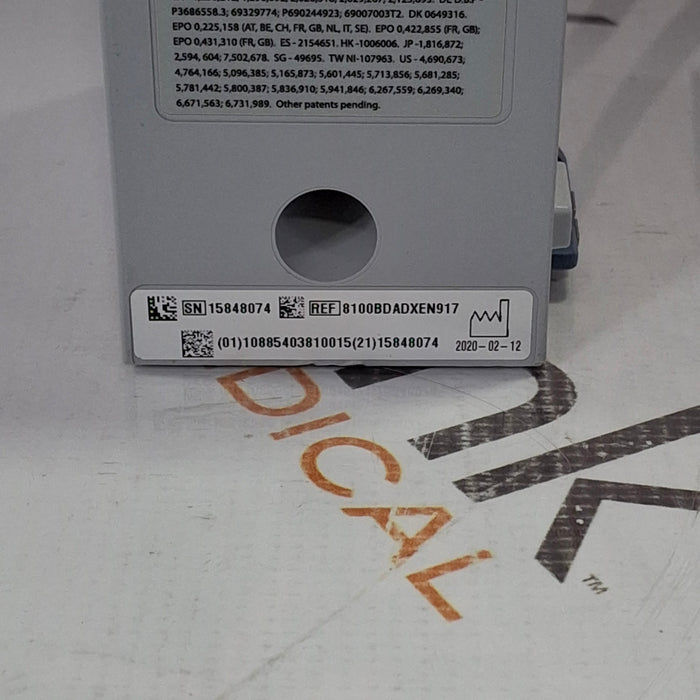 P3686558.3; 69329774; P690244923; 69007003T2. DK 0649316.
EPO 0,225,158 (AT, BE, CH, FR, GB, NL, IT, SE). EPO 0,422,855 (FR, GB);
EPO 0,431,310 (FR, GB). ES - 2154651. HK -1006006. JP -1,816,872;
2,594, 604; 7,502,678. SG - 49695. TW NI-107963. US - 4,690,673;
4,764,166; 5,096,385; 5,165,873; 5,601,445; 5,713,856; 5,681,285;
5,781,442; 5,800,387; 5,836,910; 5,941,846; 6,267,559; 6,269,340;
6,671,563; 6,731,989. Other patents pending.
SN 15848074 REF 8100BDADXEN917
(01)10885403810015(21)15848074 2020-02-12
DICAL
NK TM